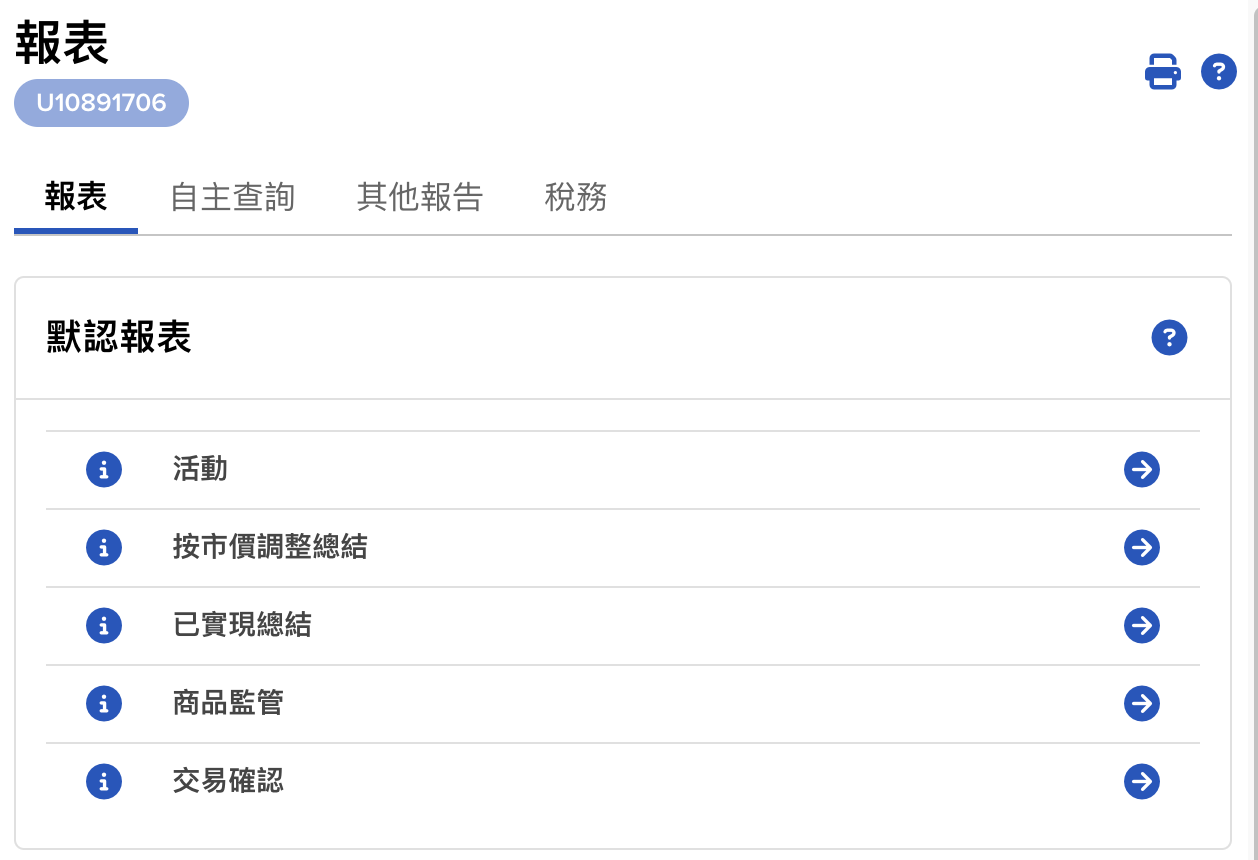 報表
U10891706
報表 自主查詢 其他報告 稅務
默認報表
活動
按市價調整總結
已實現總結
商品監管
交易確認